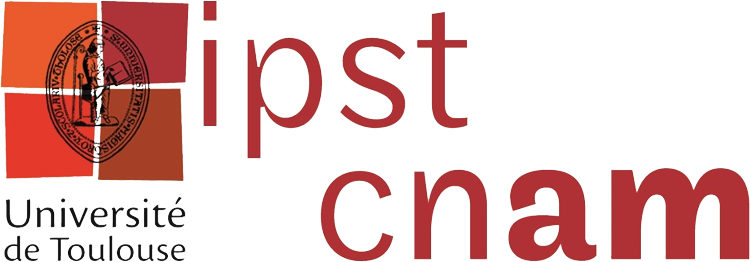 ipst
cnam
Université
de Toulouse